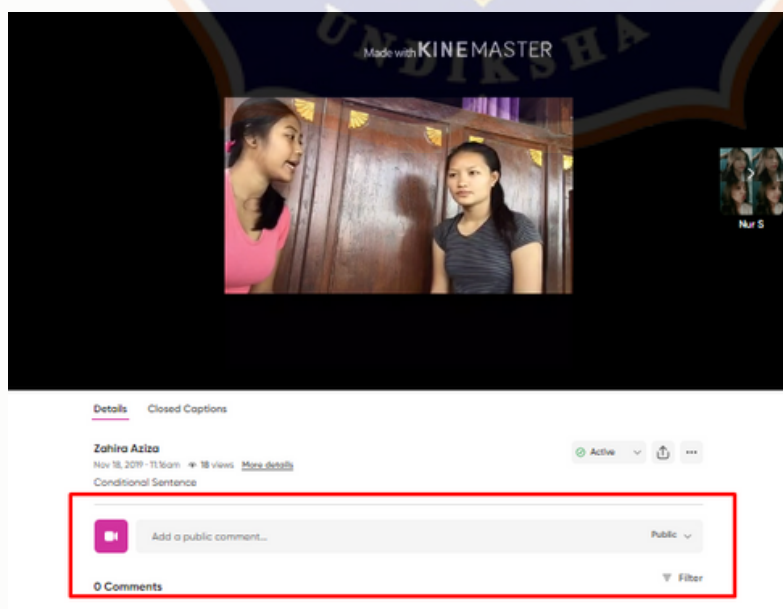 UNDIKSHA
Made with KINEMASTER
Nur S
Details Closed Captions
Zahira Aziza
Nov 18, 2019 - 11:16am 18 views More details
Active
Conditional Sentence
Add a public comment...
Public
Filter
0 Comments